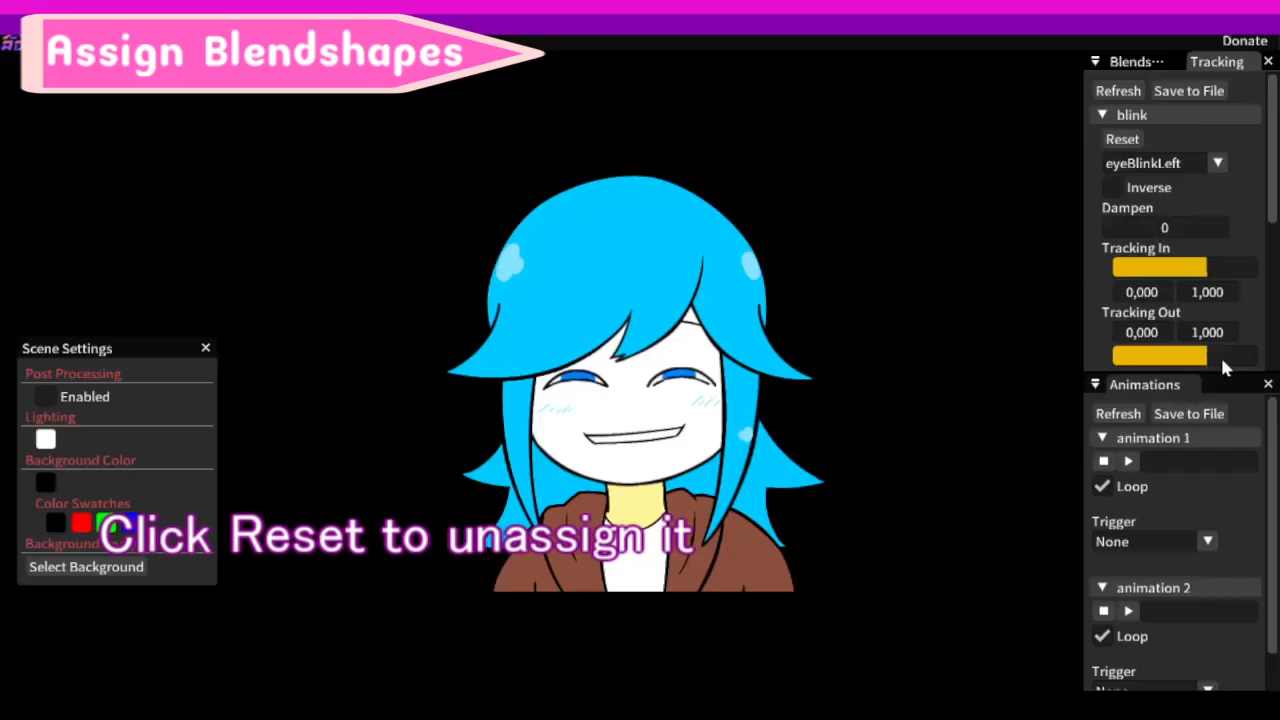 Assign Blendshapes
Donate
Blends···
Tracking
Refresh
Save to File
blink
Reset
eyeBlinkLeft
Inverse
Dampen
0
Tracking In
0,000
1,000
Tracking Out
0,000
1,000
Scene Settings
Post Processing
Enabled
Lighting
Background Color
Color Swatches
Select Background
Click Reset to unassign it
Animations
Refresh
Save to File
animation 1
Loop
Trigger
None
animation 2
Loop
Trigger